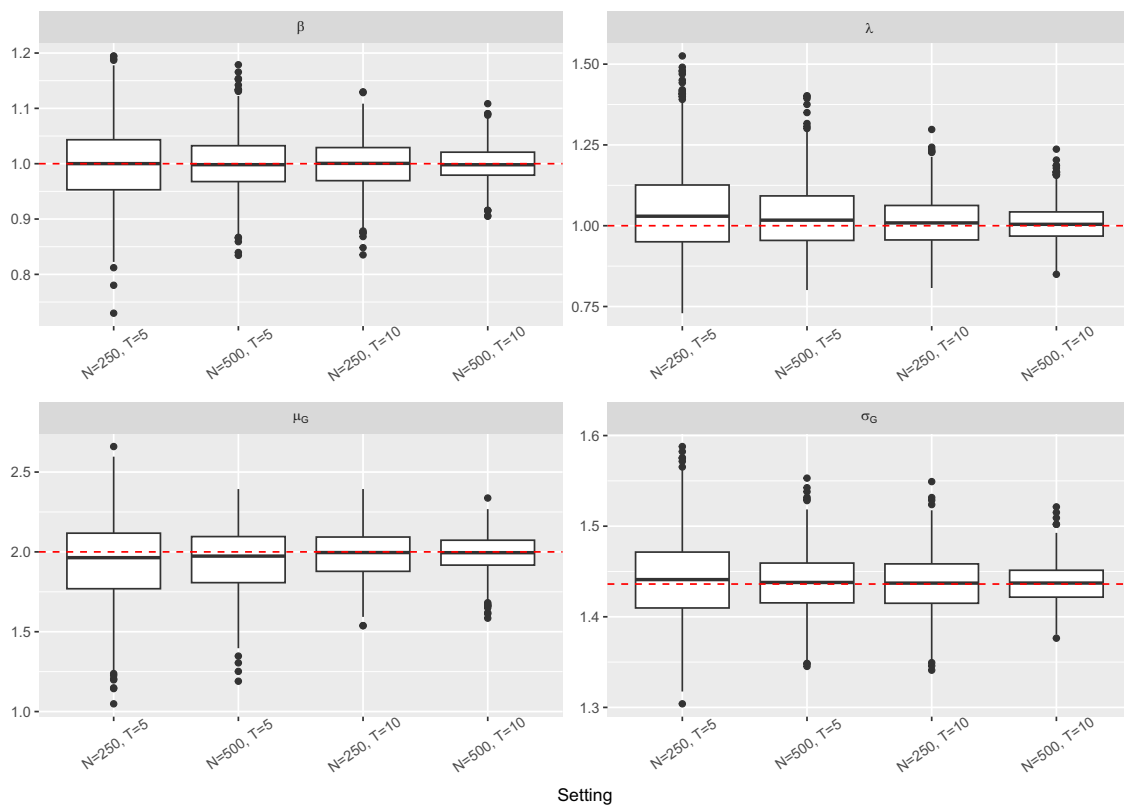 β
1.2
1.1
1.0
0.9
0.8
N=250, T=5
N=500, T=5
N=250, T=10
N=500, T=10
λ
1.50
1.25
1.00
0.75
N=250, T=5
N=500, T=5
N=250, T=10
N=500, T=10
μG
2.5
2.0
1.5
1.0
N=250, T=5
N=500, T=5
N=250, T=10
N=500, T=10
σG
1.6
1.5
1.4
1.3
N=250, T=5
N=500, T=5
N=250, T=10
N=500, T=10
Setting